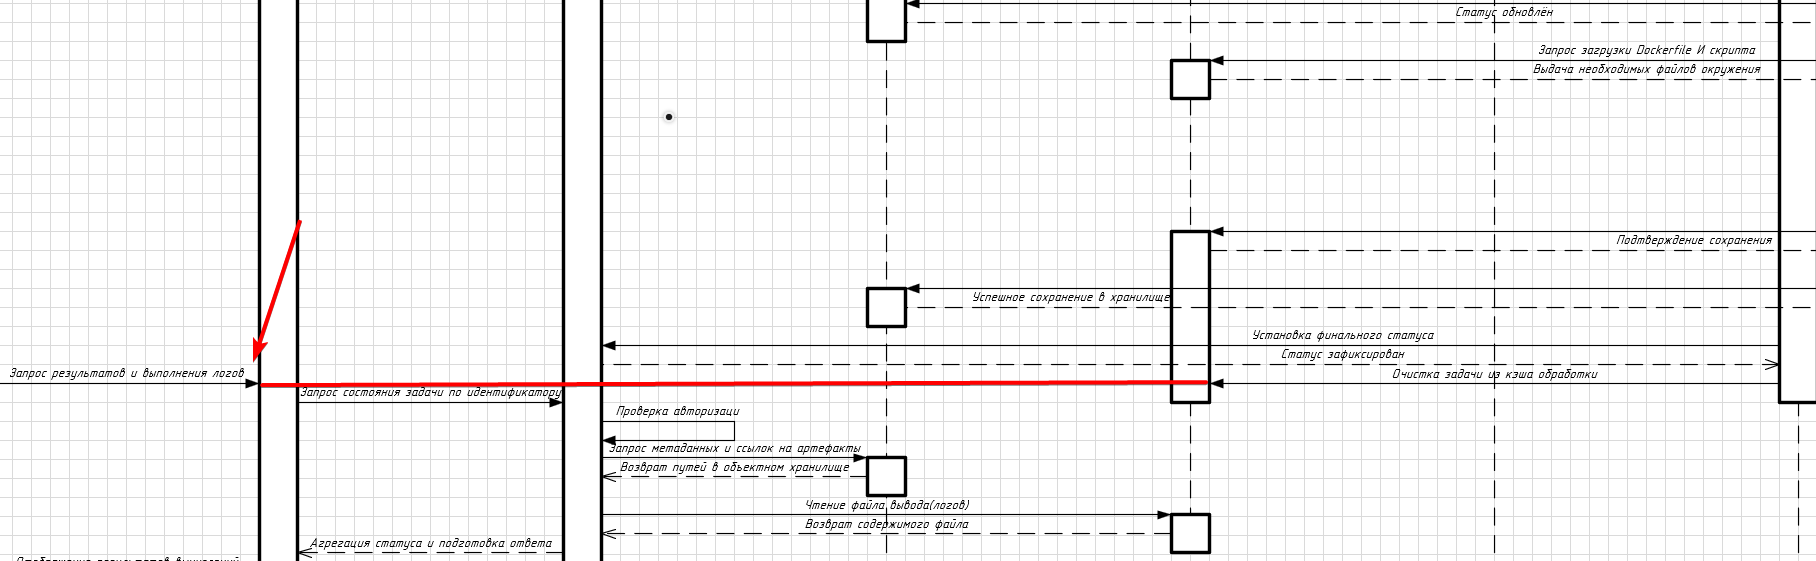 Статус обновлён
Запрос загрузки Dockerfile И скрипта
Выдача необходимых файлов окружения
Подтверждение сохранения
Успешное сохранение в хранилище
Установка финального статуса
Статус зафиксирован
Запрос результатов и выполнения логов
Очистка задачи из кэша обработки
Запрос состояния задачи по идентификатору
Проверка авторизаци
Запрос метаданных и ссылок на артефакты
Возврат путей в объектном хранилище
Чтение файла вывода(логов)
Возврат содержимого файла
Агрегация статуса и подготовка ответа